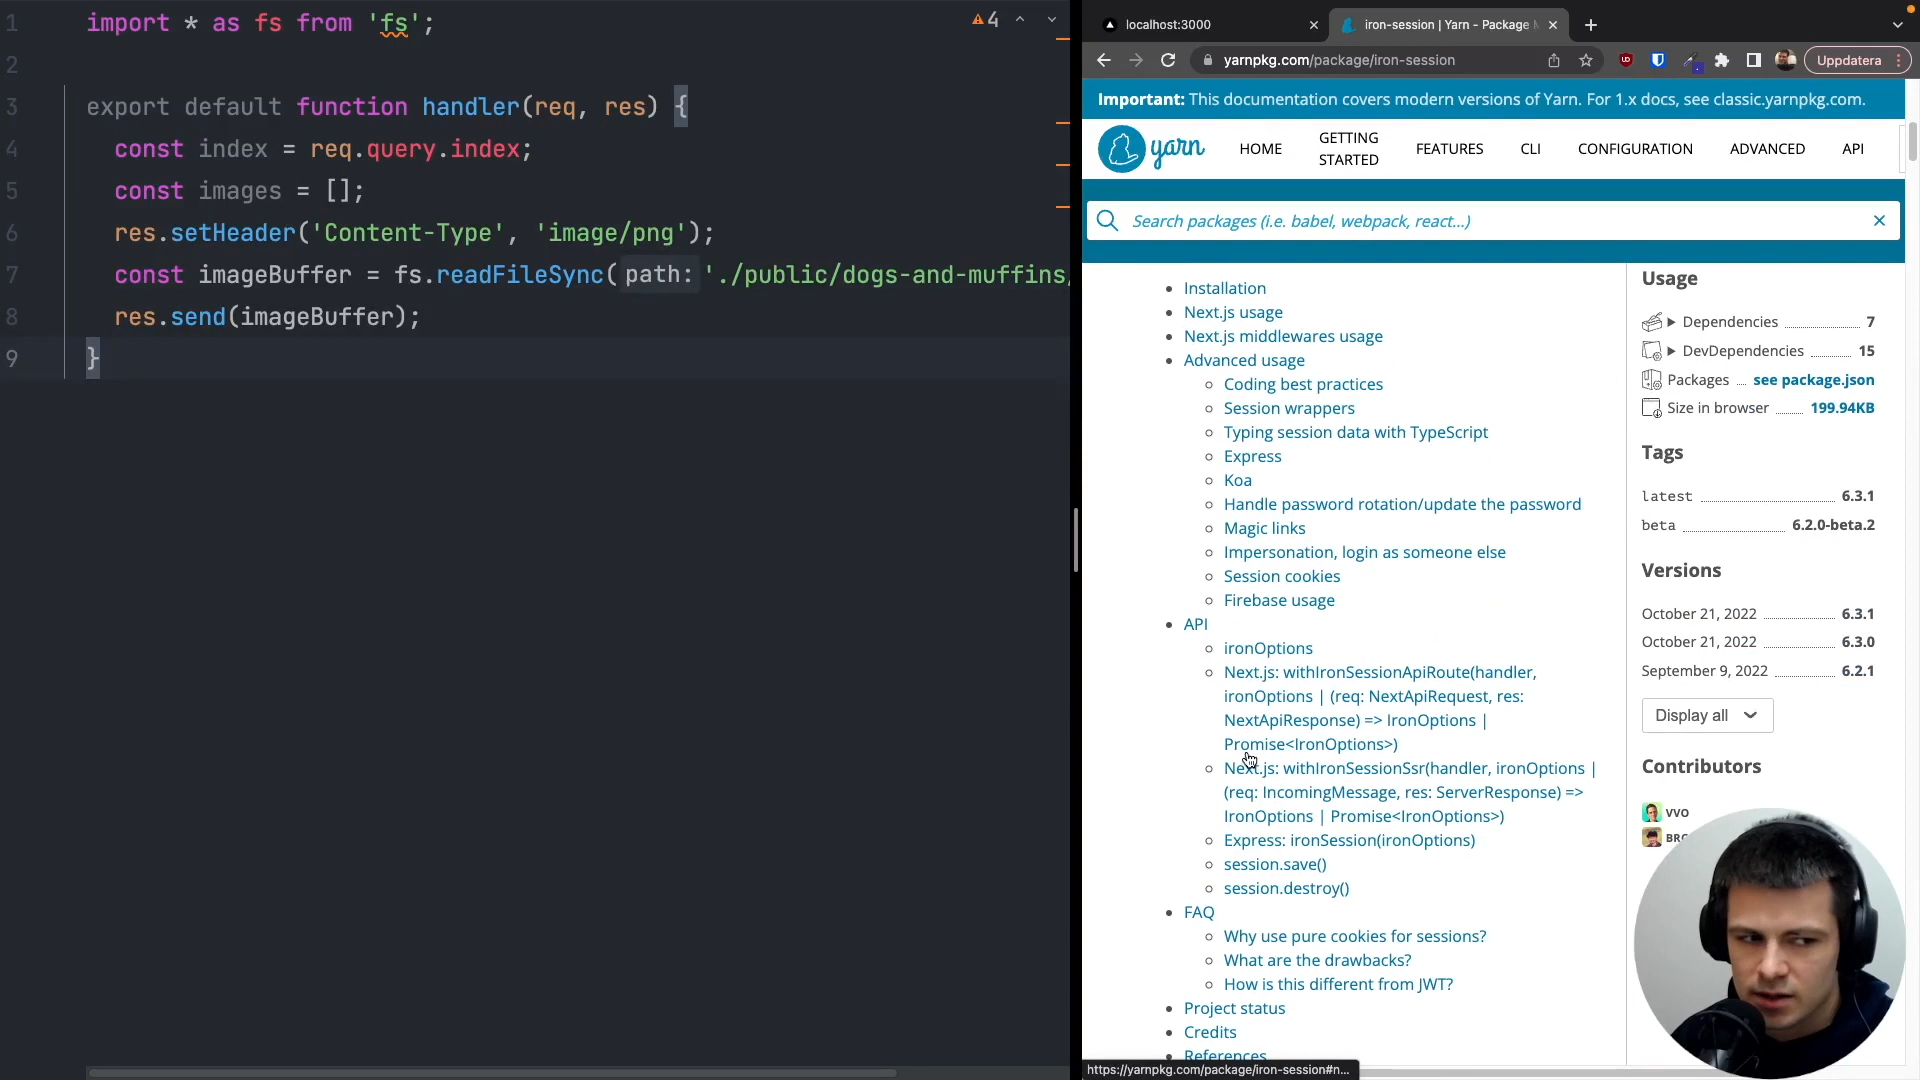 1 import * as fs from 'fs';
4
2
3 export default function handler(req, res) {
4 const index = req.query.index;
5 const images = [];
6 res.setHeader('Content-Type', 'image/png');
7 const imageBuffer = fs.readFileSync( path: './public/dogs-and-muffins/
8 res.send(imageBuffer);
9 }
localhost:3000
iron-session | Yarn - Package
yarnpkg.com/package/iron-session
Uppdatera
Important: This documentation covers modern versions of Yarn. For 1.x docs, see classic.yarnpkg.com.
yarn
HOME
GETTING
STARTED
FEATURES
CLI
CONFIGURATION
ADVANCED
API
Search packages (i.e. babel, webpack, react...)
Installation
Next.js usage
Next.js middlewares usage
Advanced usage
Coding best practices
Session wrappers
Typing session data with TypeScript
Express
Koa
Handle password rotation/update the password
Magic links
Impersonation, login as someone else
Session cookies
Firebase usage
API
ironOptions
Next.js: withIronSessionApiRoute(handler,
ironOptions | (req: NextApiRequest, res:
NextApiResponse) => IronOptions |
Promise<IronOptions>)
Next.js: withIronSessionSsr(handler, ironOptions |
(req: IncomingMessage, res: ServerResponse) =>
IronOptions | Promise<IronOptions>)
Express: ironSession(ironOptions)
session.save()
session.destroy()
FAQ
Why use pure cookies for sessions?
What are the drawbacks?
How is this different from JWT?
Project status
Credits
References
Usage
Dependencies 7
DevDependencies 15
Packages see package.json
Size in browser 199.94KB
Tags
latest 6.3.1
beta 6.2.0-beta.2
Versions
October 21, 2022 6.3.1
October 21, 2022 6.3.0
September 9, 2022 6.2.1
Display all
Contributors
VVO
https://yarnpkg.com/package/iron-session#n...